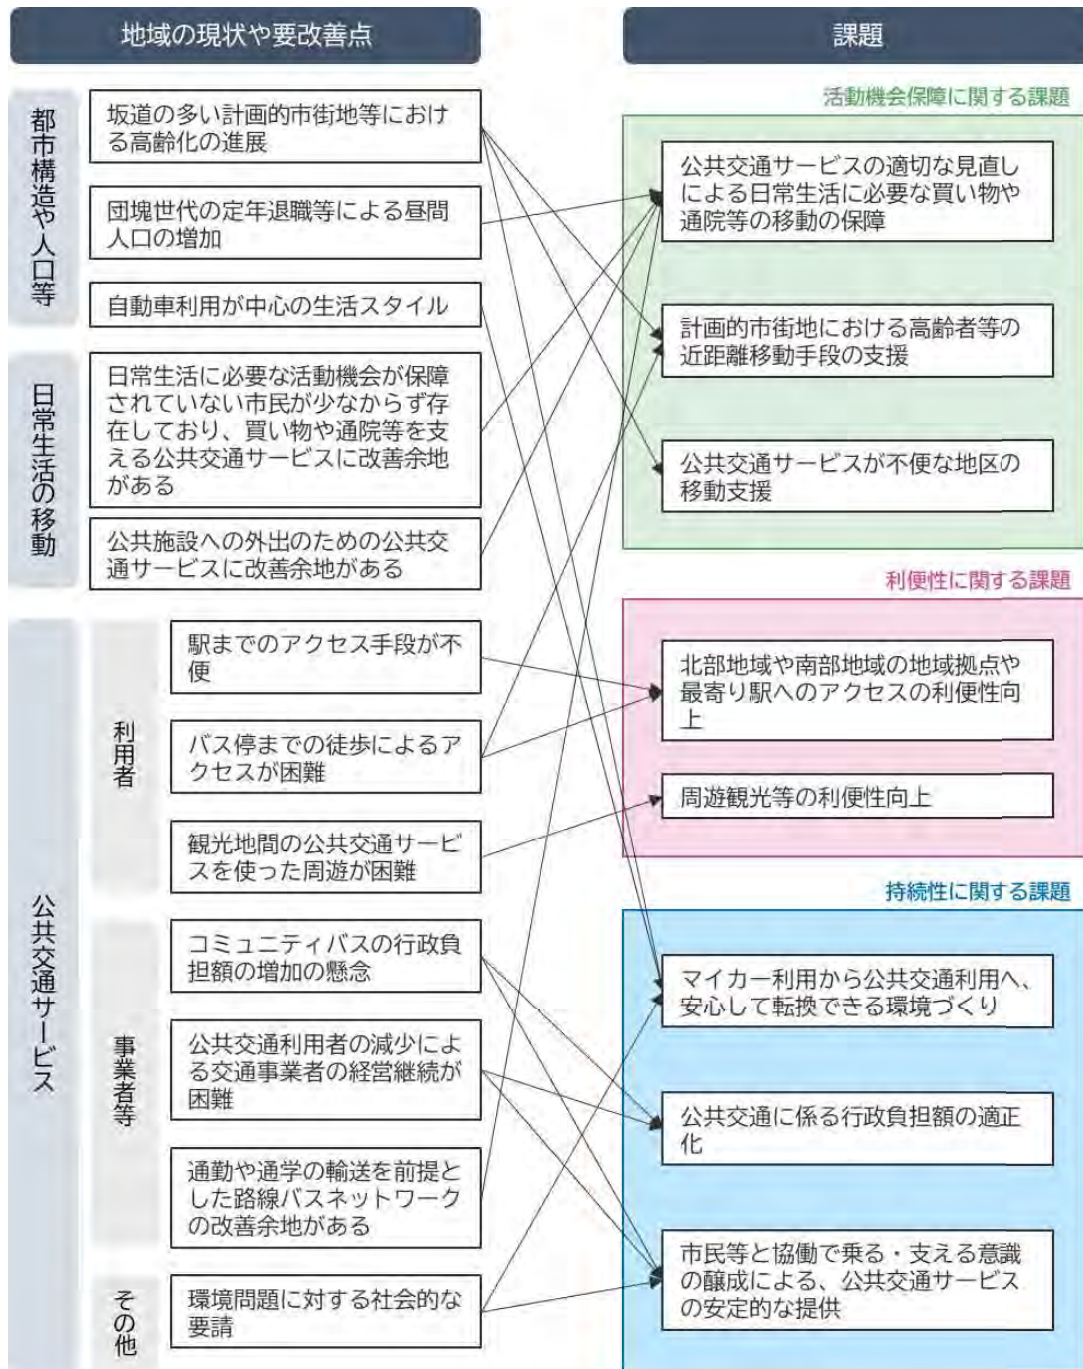 地域の現状や要改善点
都市構造や人口等
坂道の多い計画的市街地等におけ
る高齢化の進展
団塊世代の定年退職等による昼間
人口の増加
自動車利用が中心の生活スタイル
日常生活の移動
日常生活に必要な活動機会が保障
されていない市民が少なからず存
在しており、買い物や通院等を支
える公共交通サービスに改善余地
がある
公共施設への外出のための公共交
通サービスに改善余地がある
公共交通サービス
利用者
駅までのアクセス手段が不
便
バス停までの徒歩によるア
クセスが困難
観光地間の公共交通サービ
スを使った周遊が困難
事業者等
コミュニティバスの行政負
担額の増加の懸念
公共交通利用者の減少によ
る交通事業者の経営継続が
困難
通勤や通学の輸送を前提と
した路線バスネットワーク
の改善余地がある
その他
環境問題に対する社会的な
要請
課題
活動機会保障に関する課題
公共交通サービスの適切な見直し
による日常生活に必要な買い物や
通院等の移動の保障
計画的市街地における高齢者等の
近距離移動手段の支援
公共交通サービスが不便な地区の
移動支援
利便性に関する課題
北部地域や南部地域の地域拠点や
最寄り駅へのアクセスの利便性向
上
周遊観光等の利便性向上
持続性に関する課題
マイカー利用から公共交通利用へ、
安心して転換できる環境づくり
公共交通に係る行政負担額の適正
化
市民等と協働で乗る・支える意識
の醸成による、公共交通サービス
の安定的な提供